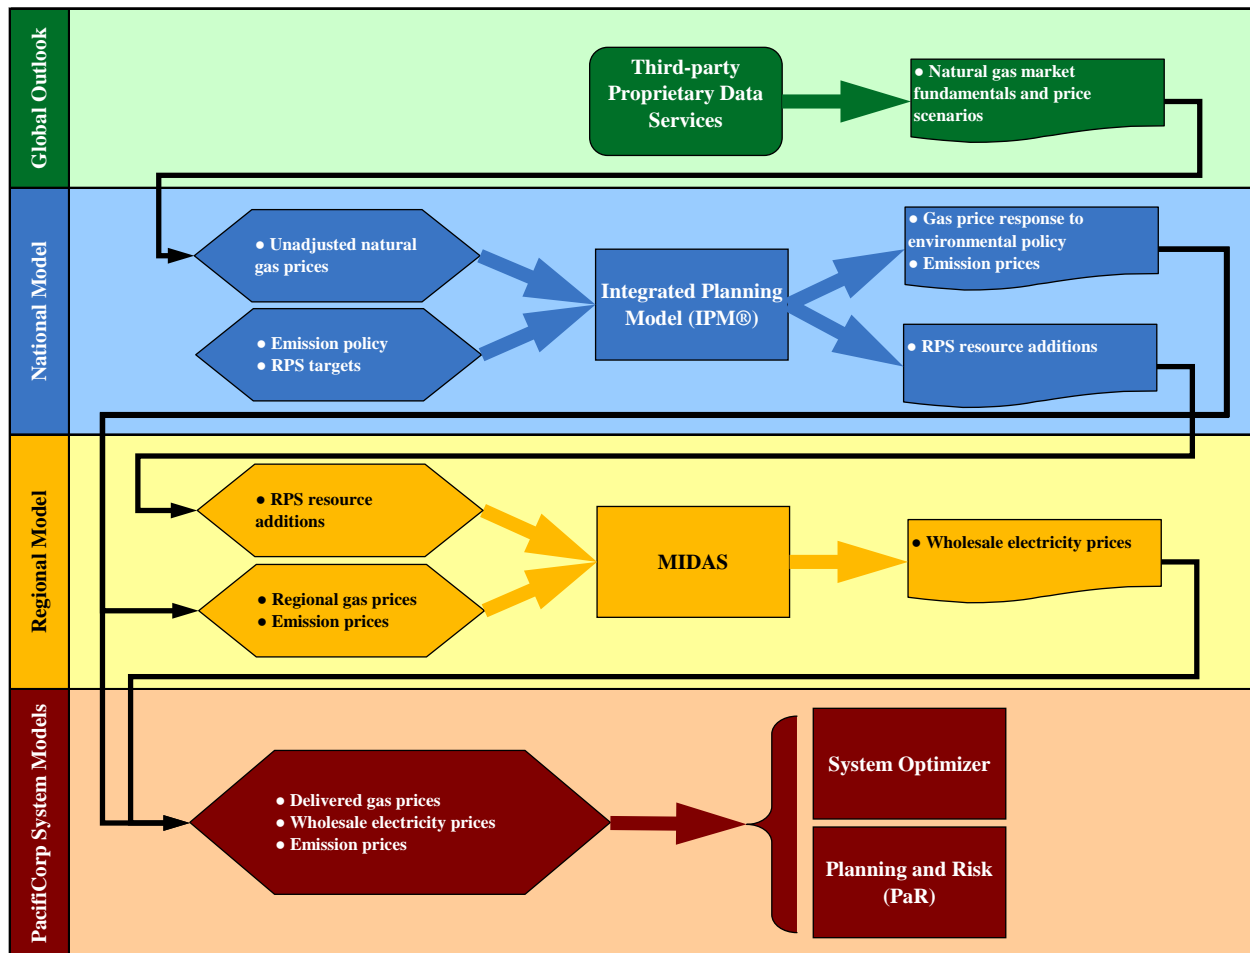 Global Outlook
Third-party
Proprietary Data
Services
● Natural gas market
fundamentals and price
scenarios
National Model
● Unadjusted natural
gas prices
● Emission policy
● RPS targets
Integrated Planning
Model (IPM®)
● Gas price response to
environmental policy
● Emission prices
● RPS resource additions
Regional Model
● RPS resource
additions
● Regional gas prices
● Emission prices
MIDAS
● Wholesale electricity prices
PacifiCorp System Models
● Delivered gas prices
● Wholesale electricity prices
● Emission prices
System Optimizer
Planning and Risk
(PaR)